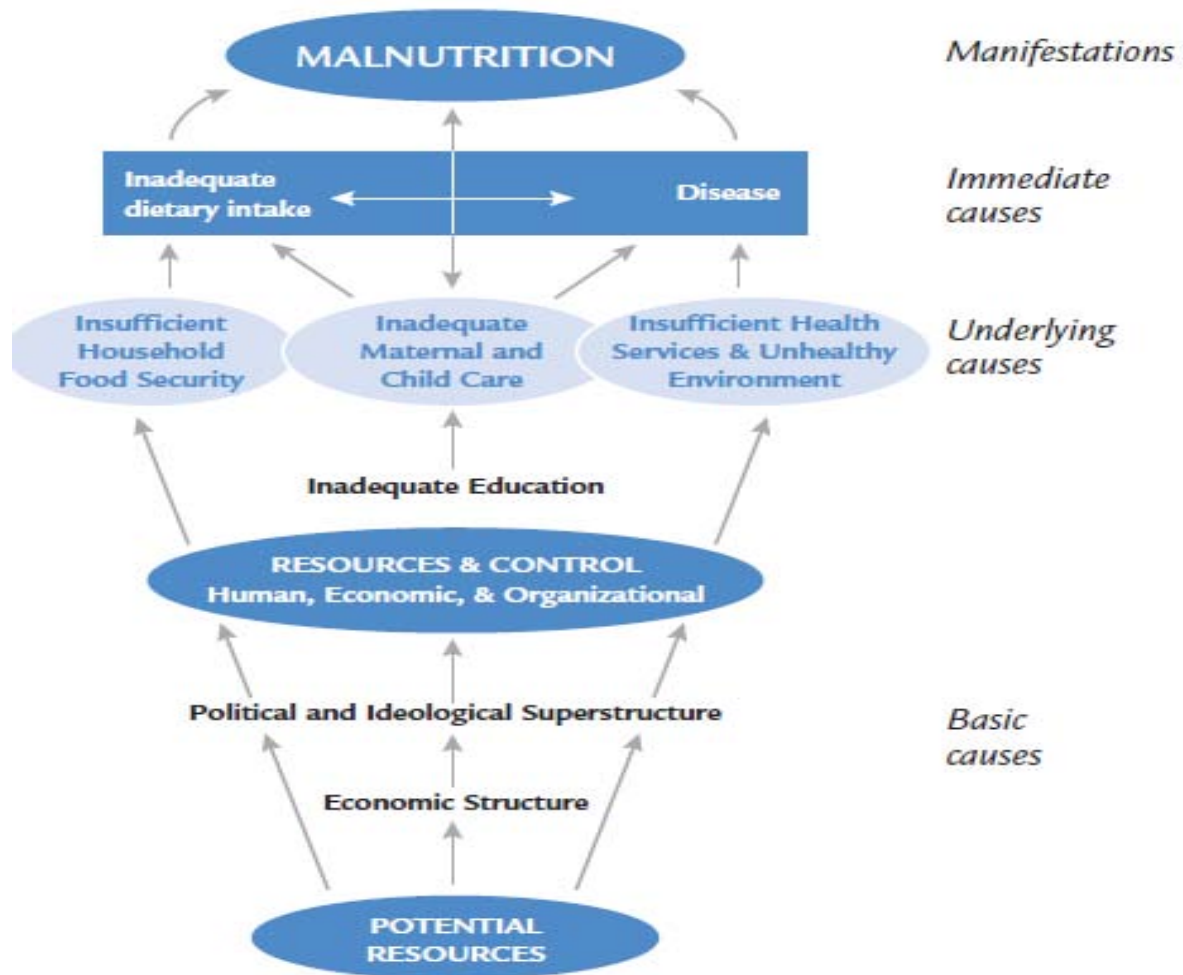 MALNUTRITION
Manifestations
Inadequate
dietary intake
Disease
Immediate
causes
Insufficient
Household
Food Security
Inadequate
Maternal and
Child Care
Insufficient Health
Services & Unhealthy
Environment
Underlying
causes
Inadequate Education
RESOURCES & CONTROL
Human, Economic, & Organizational
Political and Ideological Superstructure
Basic
causes
Economic Structure
POTENTIAL
RESOURCES